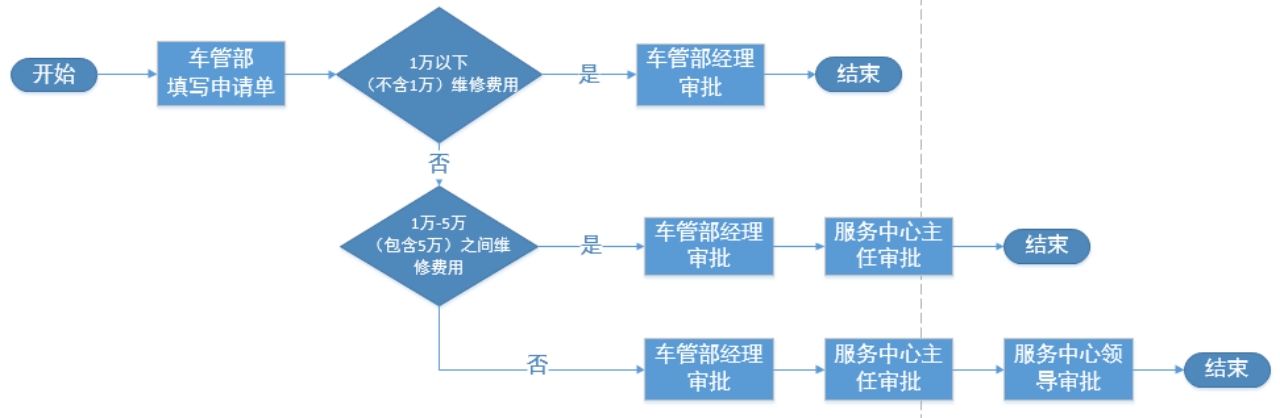 开始
车管部
填写申请单
1万以下
（不含1万）维修费用
是
车管部经理
审批
结束
否
1万-5万
（包含5万）之间维
修费用
是
车管部经理
审批
服务中心主
任审批
结束
否
车管部经理
审批
服务中心主
任审批
服务中心领
导审批
结束